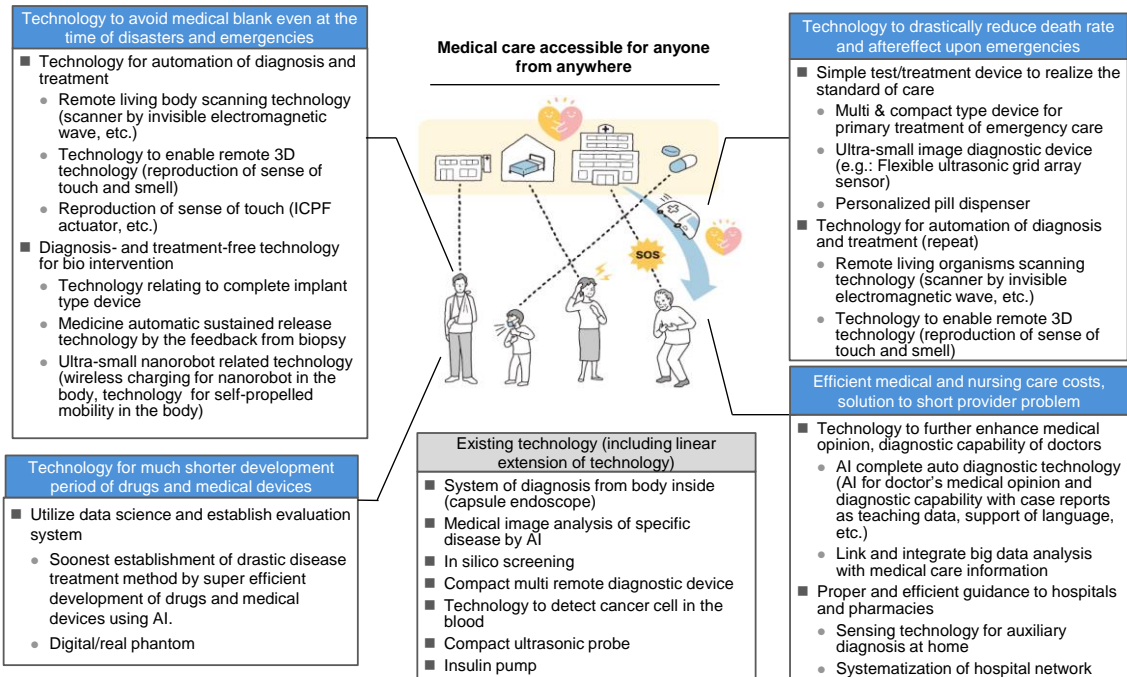 Technology to avoid medical blank even at the
time of disasters and emergencies
■ Technology for automation of diagnosis and
treatment
● Remote living body scanning technology
(scanner by invisible electromagnetic
wave, etc.)
● Technology to enable remote 3D
technology (reproduction of sense of
touch and smell)
● Reproduction of sense of touch (ICPF
actuator, etc.)
■ Diagnosis- and treatment-free technology
for bio intervention
● Technology relating to complete implant
type device
● Medicine automatic sustained release
technology by the feedback from biopsy
● Ultra-small nanorobot related technology
(wireless charging for nanorobot in the
body, technology for self-propelled
mobility in the body)
Technology for much shorter development
period of drugs and medical devices
■ Utilize data science and establish evaluation
system
● Soonest establishment of drastic disease
treatment method by super efficient
development of drugs and medical
devices using AI.
● Digital/real phantom
Medical care accessible for anyone
from anywhere
SOS
Existing technology (including linear
extension of technology)
■ System of diagnosis from body inside
(capsule endoscope)
■ Medical image analysis of specific
disease by AI
■ In silico screening
■ Compact multi remote diagnostic device
■ Technology to detect cancer cell in the
blood
■ Compact ultrasonic probe
■ Insulin pump
Technology to drastically reduce death rate
and aftereffect upon emergencies
■ Simple test/treatment device to realize the
standard of care
● Multi & compact type device for
primary treatment of emergency care
● Ultra-small image diagnostic device
(e.g.: Flexible ultrasonic grid array
sensor)
● Personalized pill dispenser
■ Technology for automation of diagnosis
and treatment (repeat)
● Remote living organisms scanning
technology (scanner by invisible
electromagnetic wave, etc.)
● Technology to enable remote 3D
technology (reproduction of sense of
touch and smell)
Efficient medical and nursing care costs,
solution to short provider problem
■ Technology to further enhance medical
opinion, diagnostic capability of doctors
● AI complete auto diagnostic technology
(AI for doctor's medical opinion and
diagnostic capability with case reports
as teaching data, support of language,
etc.)
● Link and integrate big data analysis
with medical care information
■ Proper and efficient guidance to hospitals
and pharmacies
● Sensing technology for auxiliary
diagnosis at home
● Systematization of hospital network